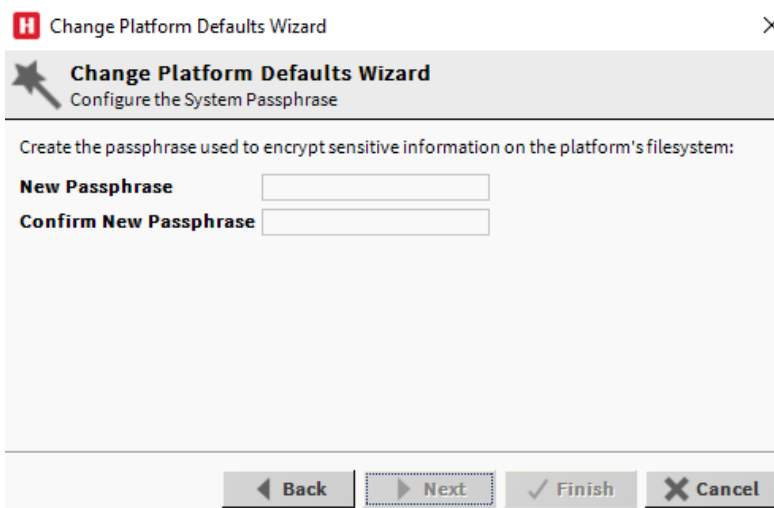 H Change Platform Defaults Wizard
Change Platform Defaults Wizard
Configure the System Passphrase
Create the passphrase used to encrypt sensitive information on the platform's filesystem:
New Passphrase
Confirm New Passphrase
Back Next Finish Cancel